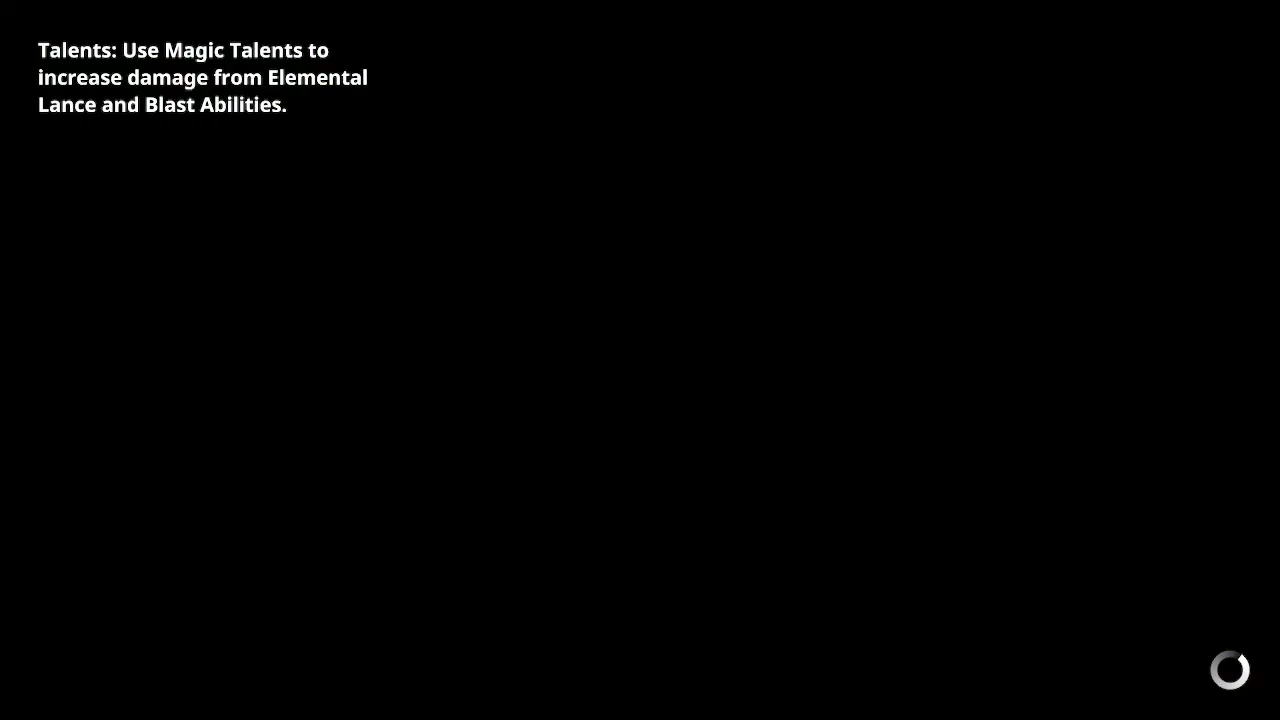 Talents: Use Magic Talents to
increase damage from Elemental
Lance and Blast Abilities.